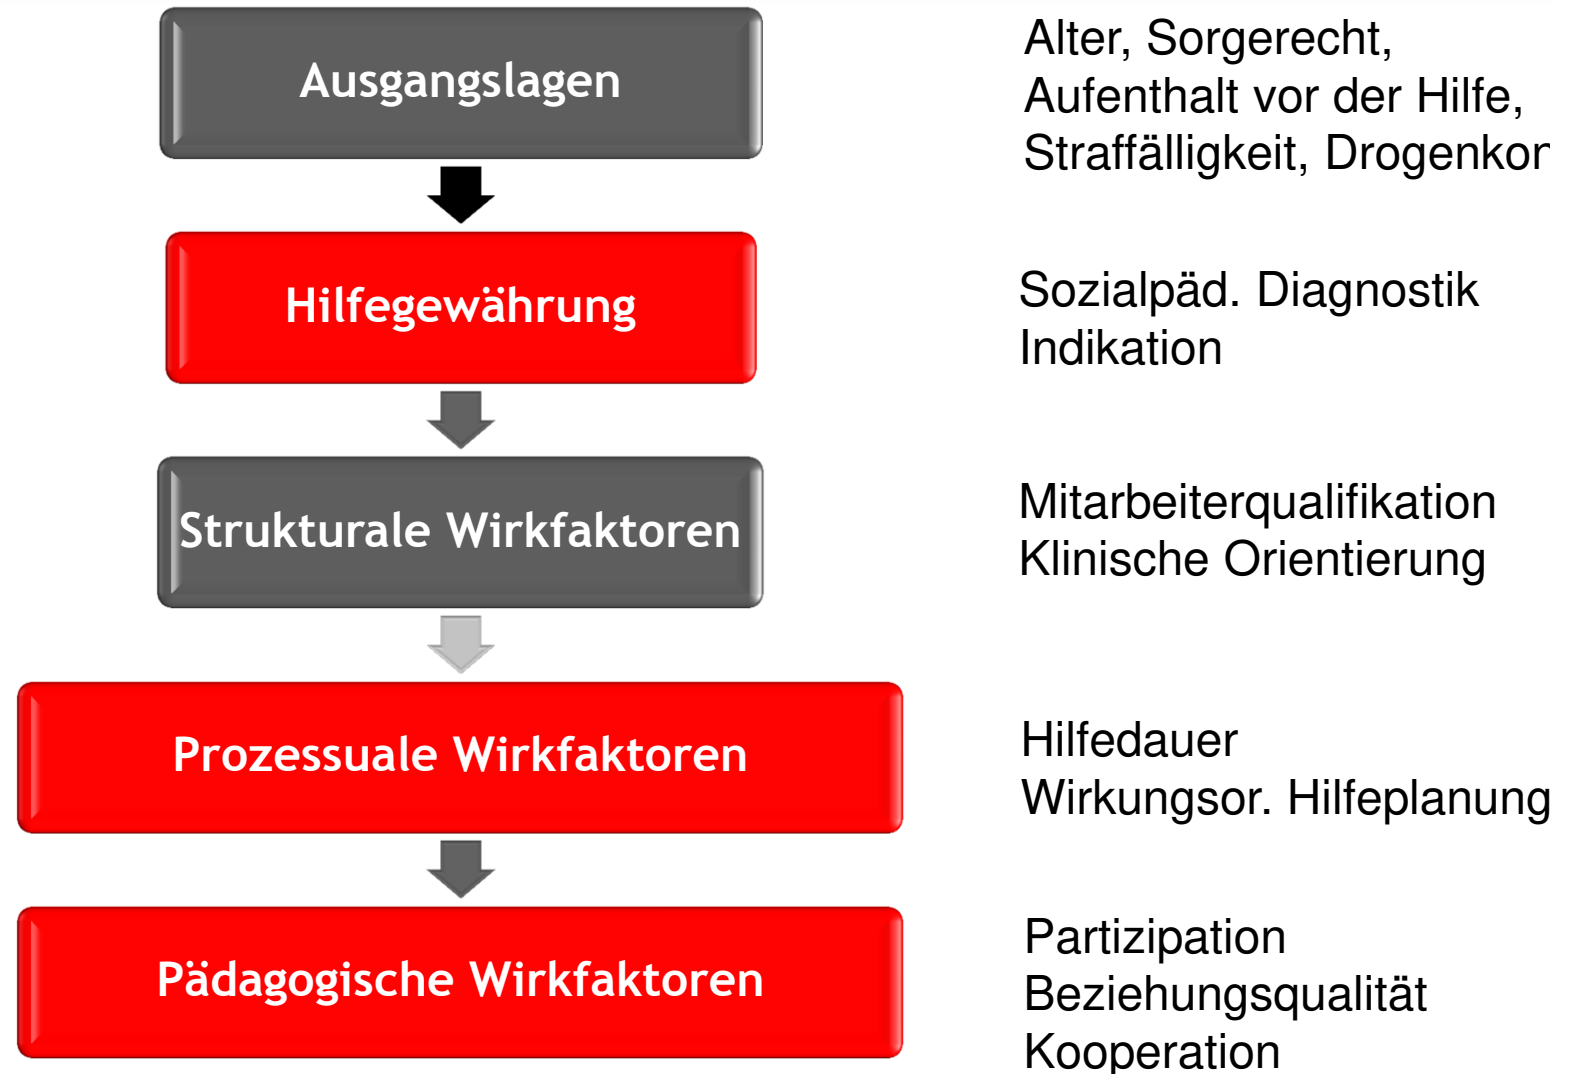 Ausgangslagen
Alter, Sorgerecht,
Aufenthalt vor der Hilfe,
Straffälligkeit,
Hilfegewährung
Sozialpäd. Diagnostik
Indikation
Strukturale Wirkfaktoren
Mitarbeiterqualifikation
Klinische Orientierung
Prozessuale Wirkfaktoren
Hilfedauer
Wirkungsor. Hilfeplanung
Pädagogische Wirkfaktoren
Partizipation
Beziehungsqualität
Kooperation